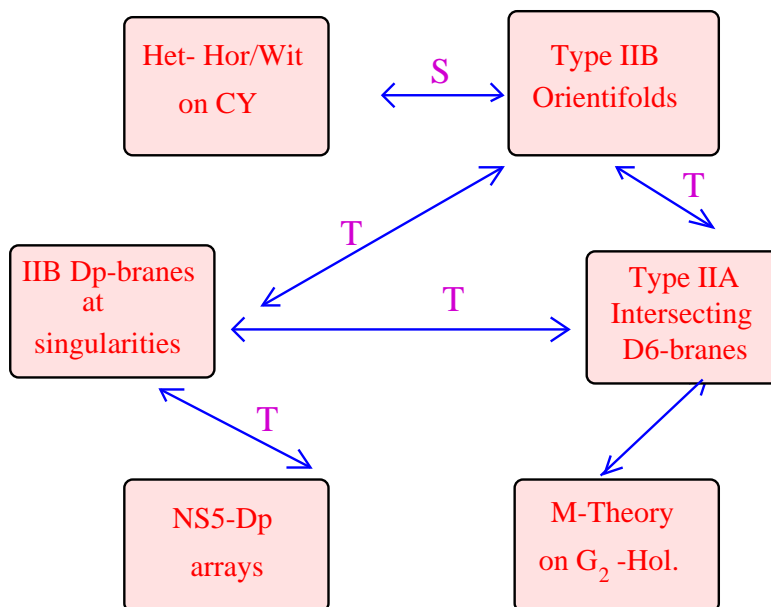 Het- Hor/Wit
on CY
S
Type IIB
Orientifolds
T
T
IIB Dp-branes
at
singularities
T
Type IIA
Intersecting
D6-branes
T
NS5-Dp
arrays
M-Theory
on G₂ -Hol.